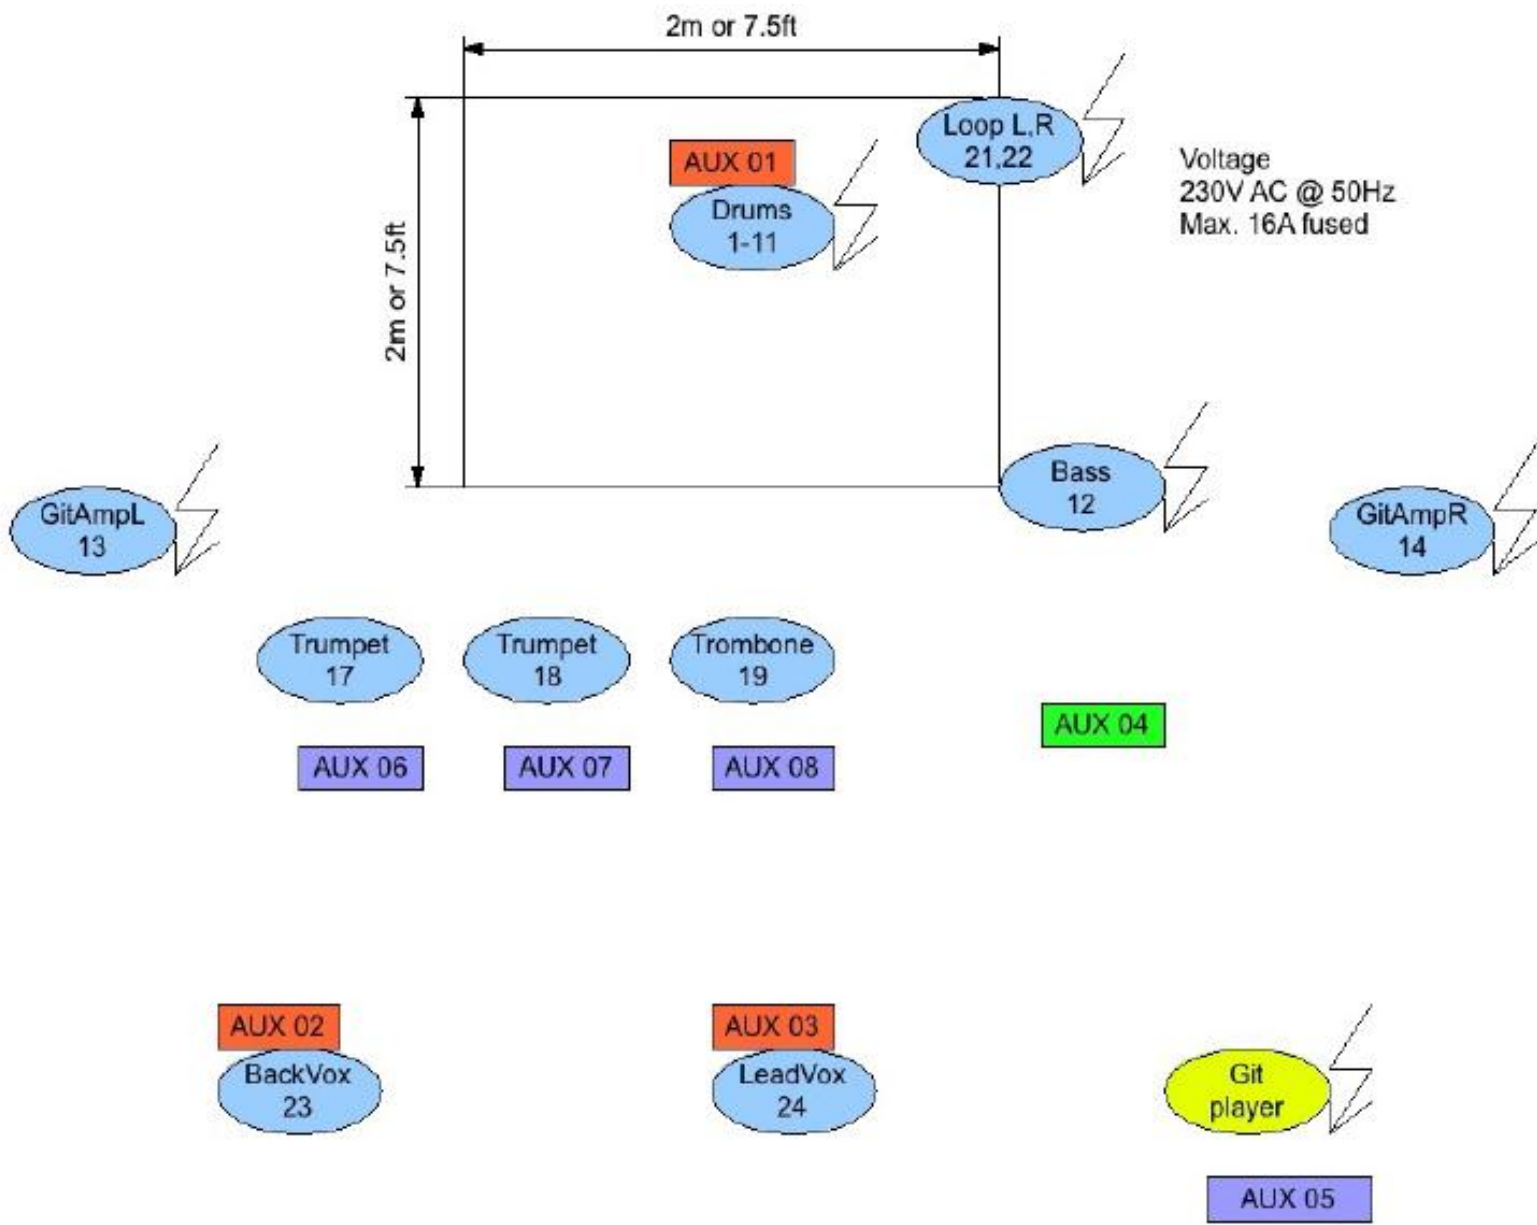 2m or 7.5ft
2m or 7.5ft
Loop L,R
21,22
AUX 01
Drums
1-11
Voltage
230V AC @ 50Hz
Max. 16A fused
GitAmpL
13
Bass
12
GitAmpR
14
Trumpet
17
Trumpet
18
Trombone
19
AUX 04
AUX 06
AUX 07
AUX 08
AUX 02
BackVox
23
AUX 03
LeadVox
24
Git
player
AUX 05